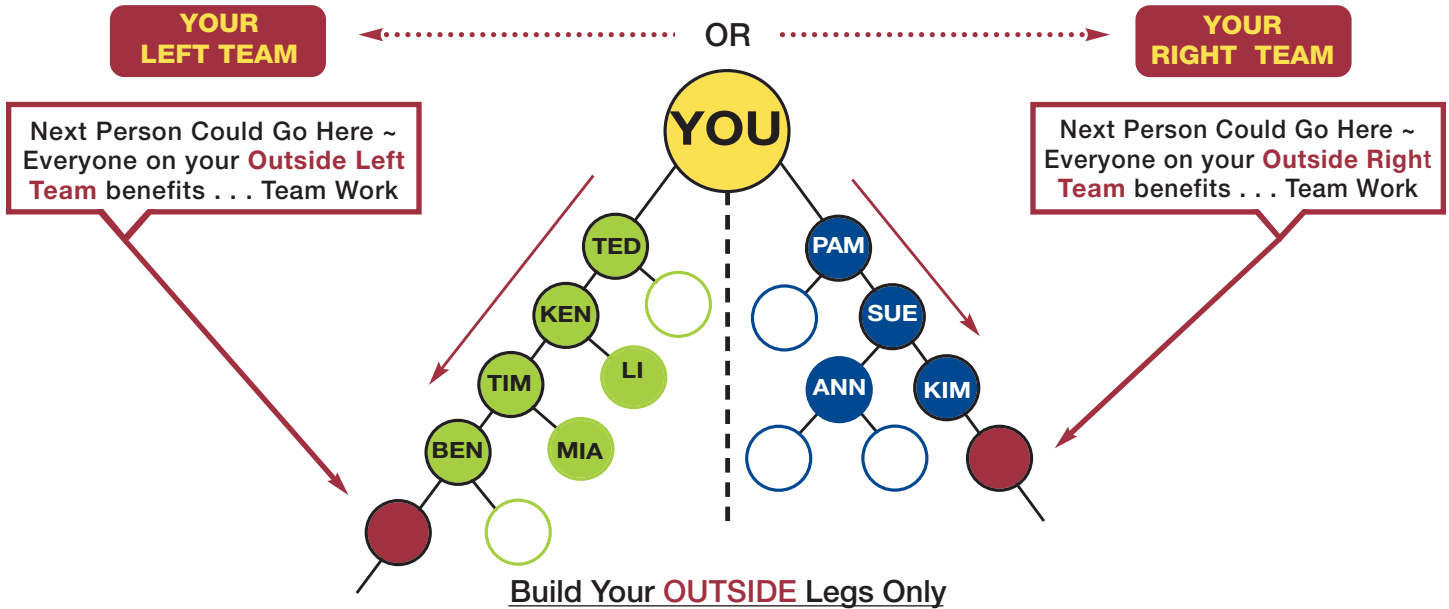 YOUR
LEFT TEAM
OR
YOUR
RIGHT TEAM
Next Person Could Go Here ~
Everyone on your Outside Left
Team benefits . . . Team Work
YOU
Next Person Could Go Here ~
Everyone on your Outside Right
Team benefits . . . Team Work
TED
PAM
KEN
SUE
TIM
LI
ANN
KIM
BEN
MIA
Build Your OUTSIDE Legs Only